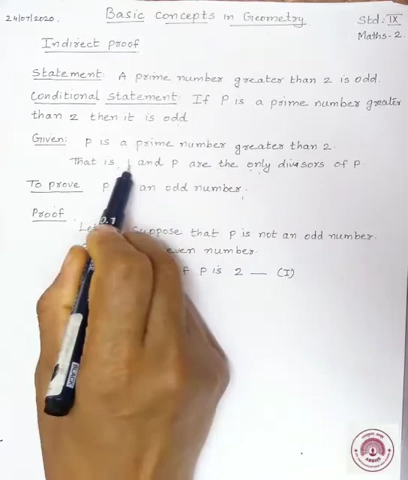 24/07/2020.
Basic concepts in Geometry.
Std: IX
Maths-2.
Indirect proof
Statement: A prime number greater than 2 is odd.
Conditional statement: If P is a prime number greater
than 2 then it is odd
Given: P is a prime number greater than 2.
That is 1 and P are the only divisors of P.
To prove P an odd number.
Proof
Suppose that P is not an odd number.
even number.
P is 2 — (I)